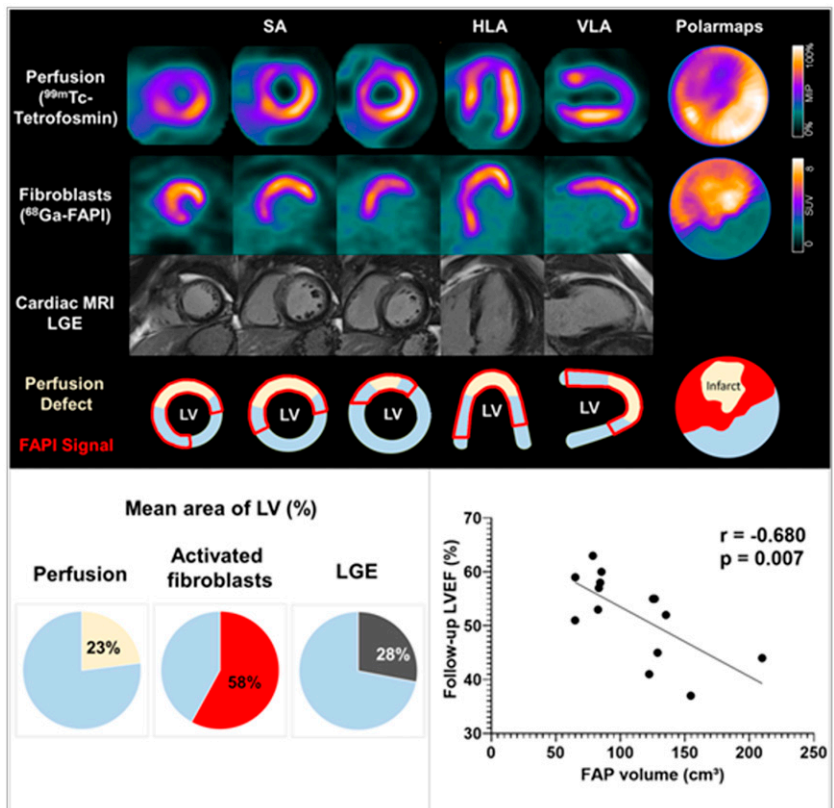 SA HLA VLA Polarmaps
Perfusion
(⁹⁹ᵐTc-
Tetrofosmin)
100%
MIP
0%
Fibroblasts
(⁶⁸Ga-FAPI)
8
SUV
0
Cardiac MRI
LGE
Perfusion
Defect
FAPI Signal
LV LV LV LV LV Infarct
Mean area of LV (%)
Perfusion
Activated
fibroblasts
LGE
23%
58%
28%
r = -0.680
p = 0.007
Follow-up LVEF (%)
70
60
50
40
30
0 50 100 150 200 250
FAP volume (cm³)